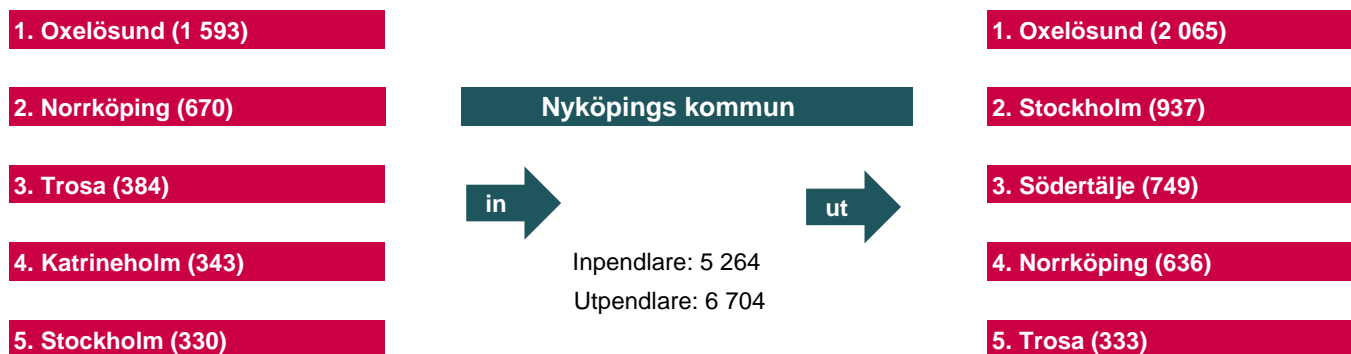 1. Oxelösund (1 593)
2. Norrköping (670)
3. Trosa (384)
4. Katrineholm (343)
5. Stockholm (330)
Nyköpings kommun
in
ut
Inpendlare: 5 264
Utpendlare: 6 704
1. Oxelösund (2 065)
2. Stockholm (937)
3. Södertälje (749)
4. Norrköping (636)
5. Trosa (333)